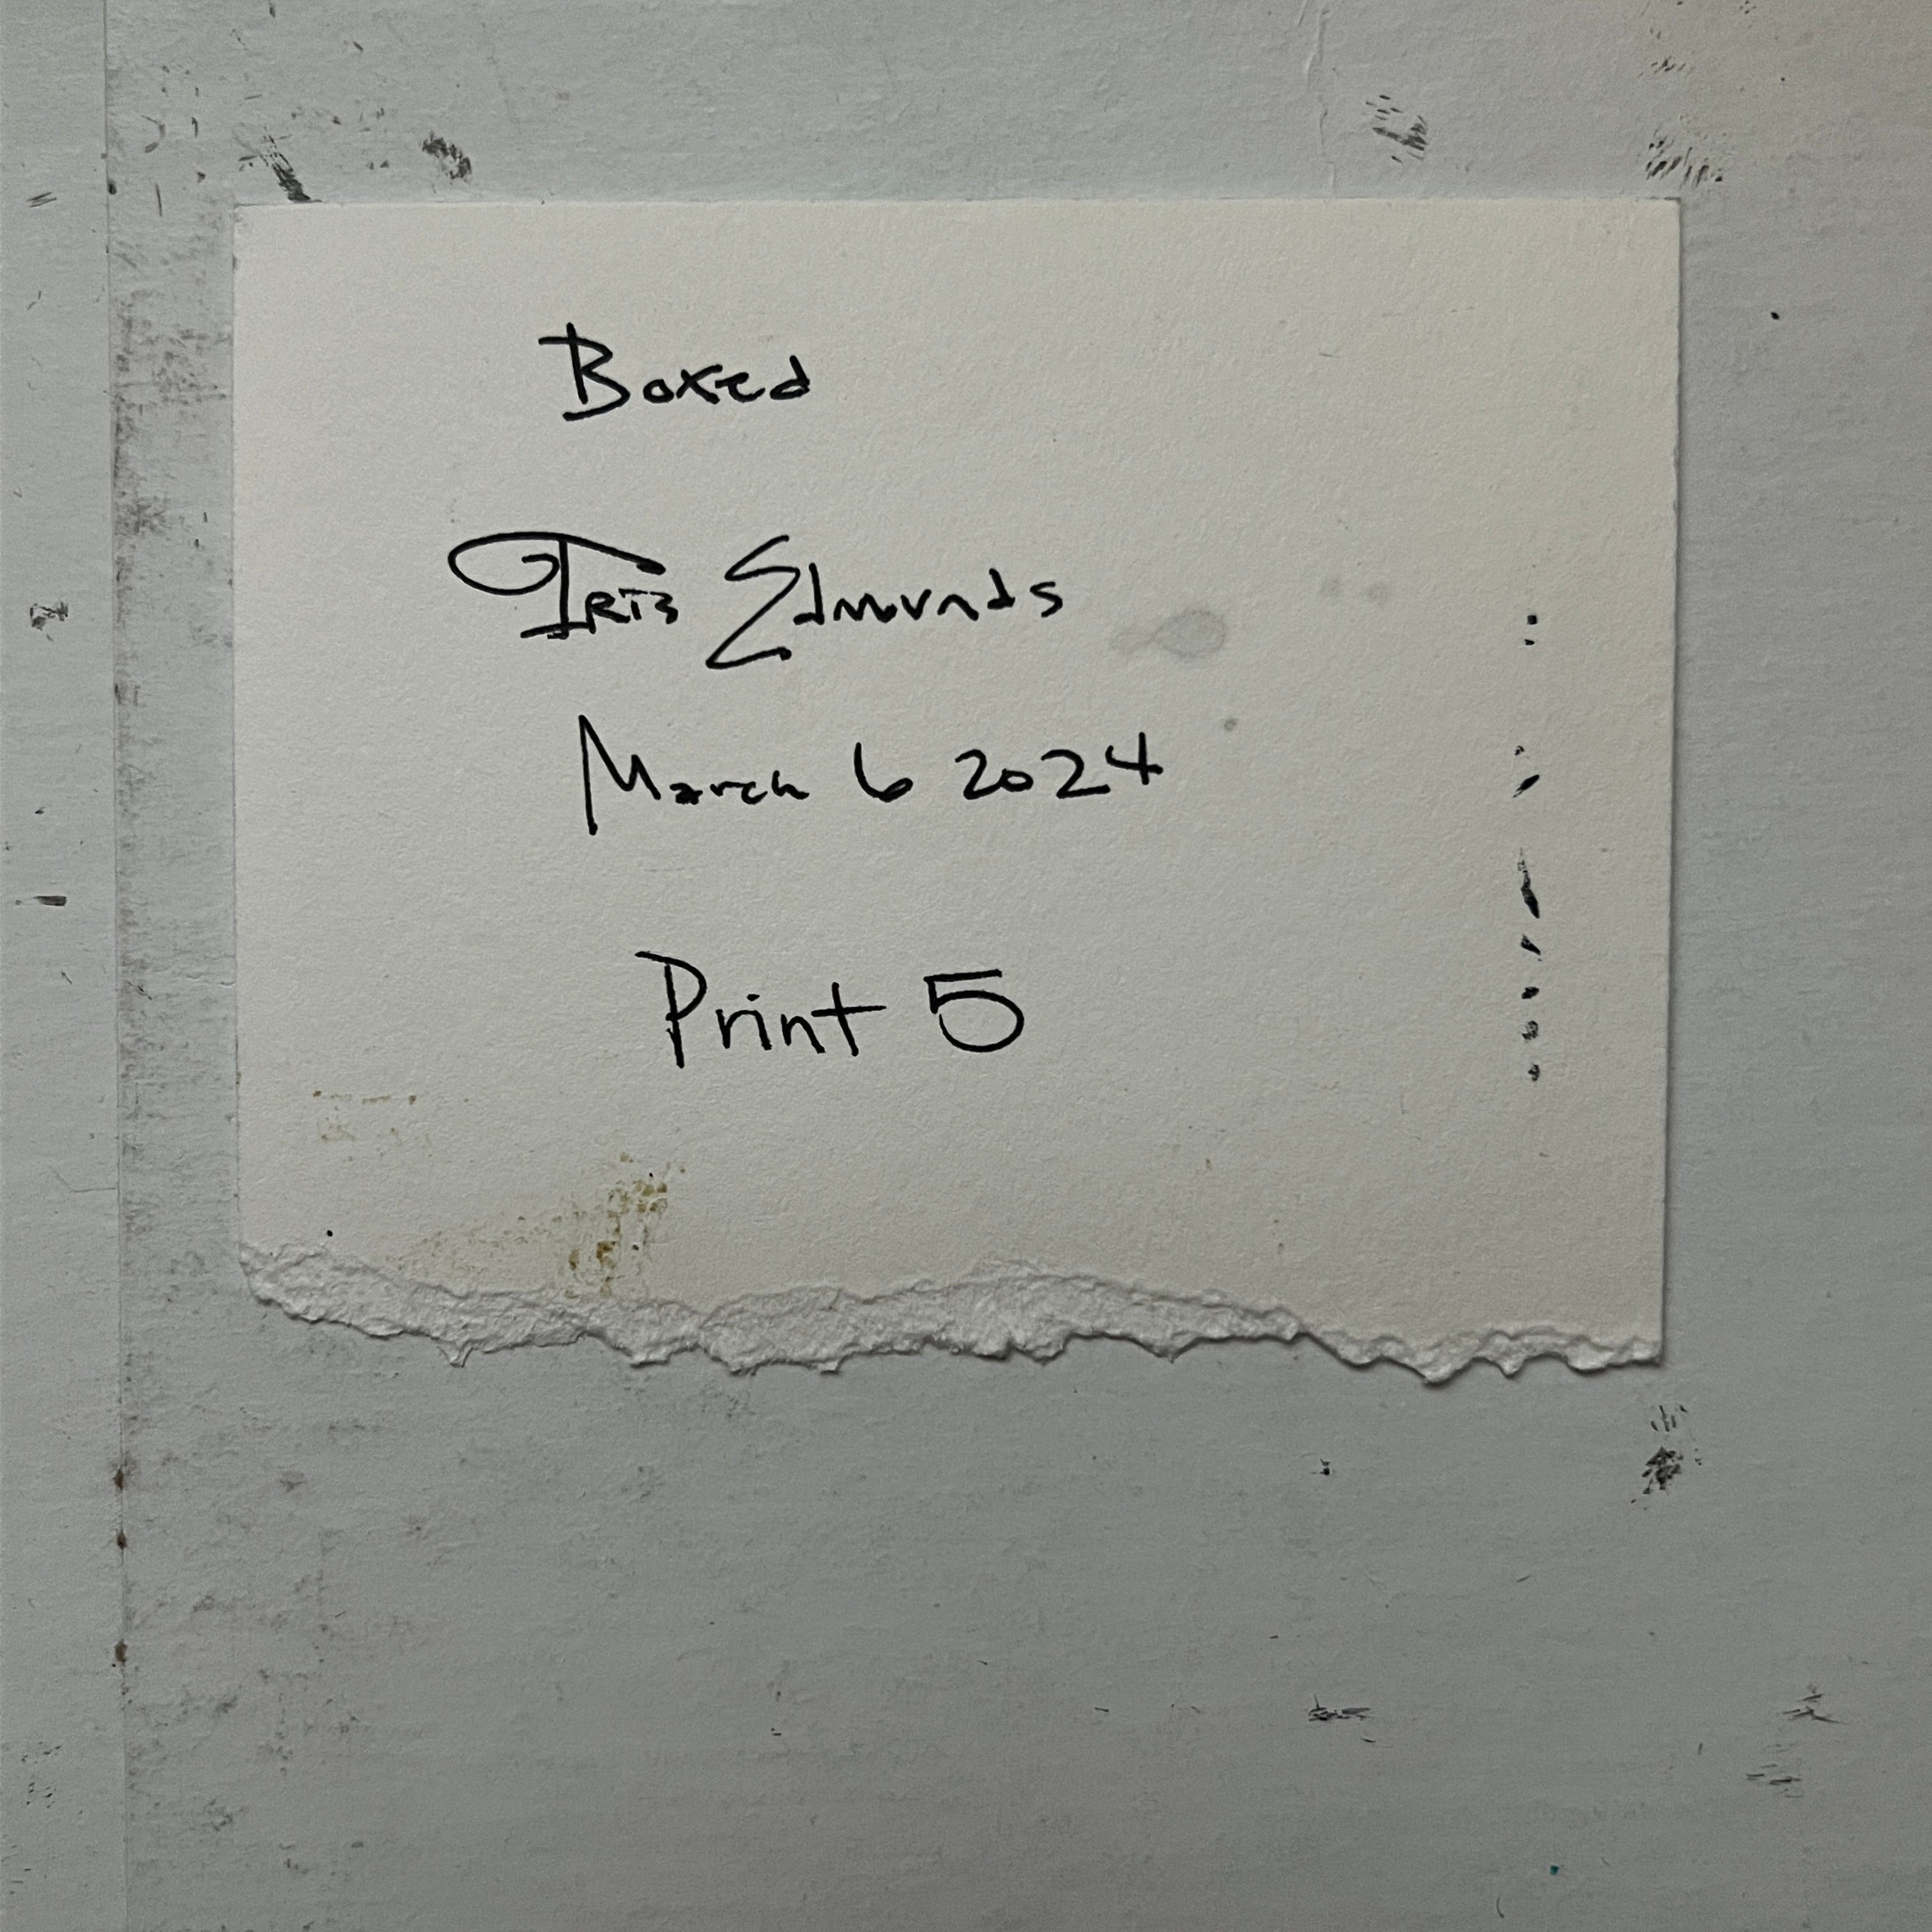 Boxed
Iris Edmunds
March 6 2024
Print 5